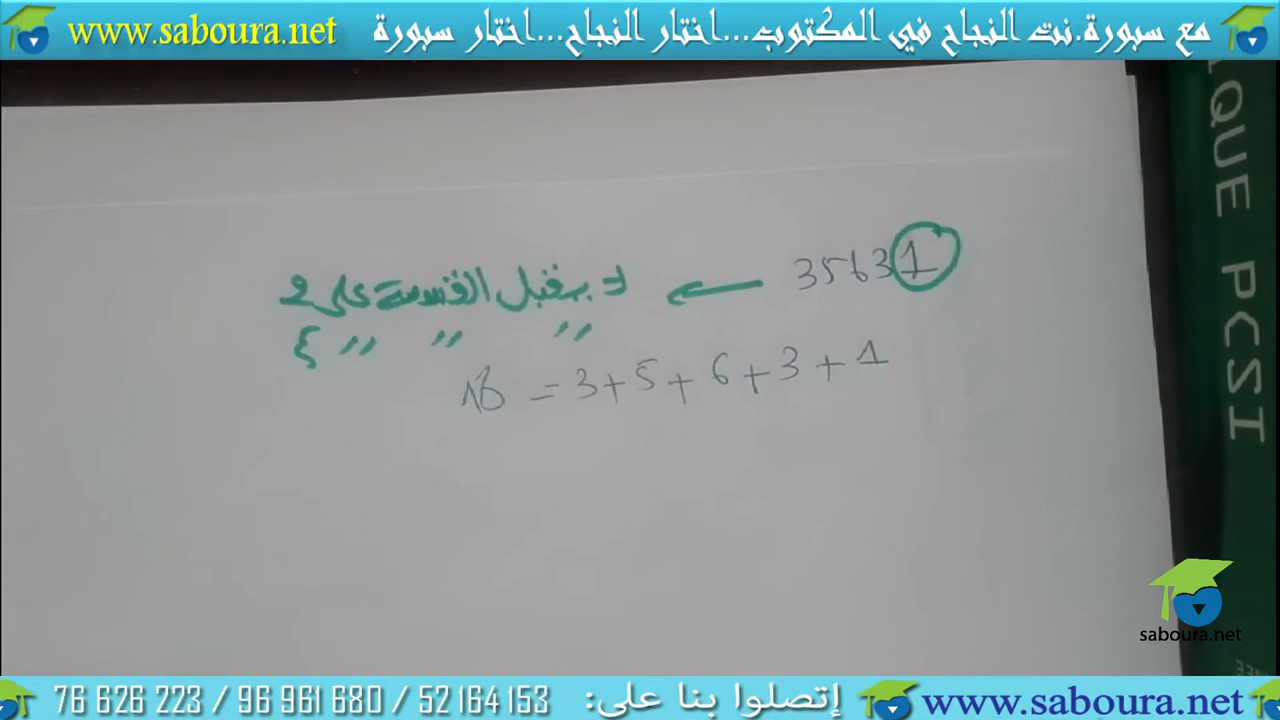 www.saboura.net مع سبورة.نت النجاح في المكتوب...اختار النجاح...اختار سبورة
35631 ← لا يقبل القسمة على 2
" " " 4
18 = 3 + 5 + 6 + 3 + 1
QUE PCSI
saboura.net
إتصلوا بنا على: 76 626 223 / 96 961 680 / 52 164 153 www.saboura.net